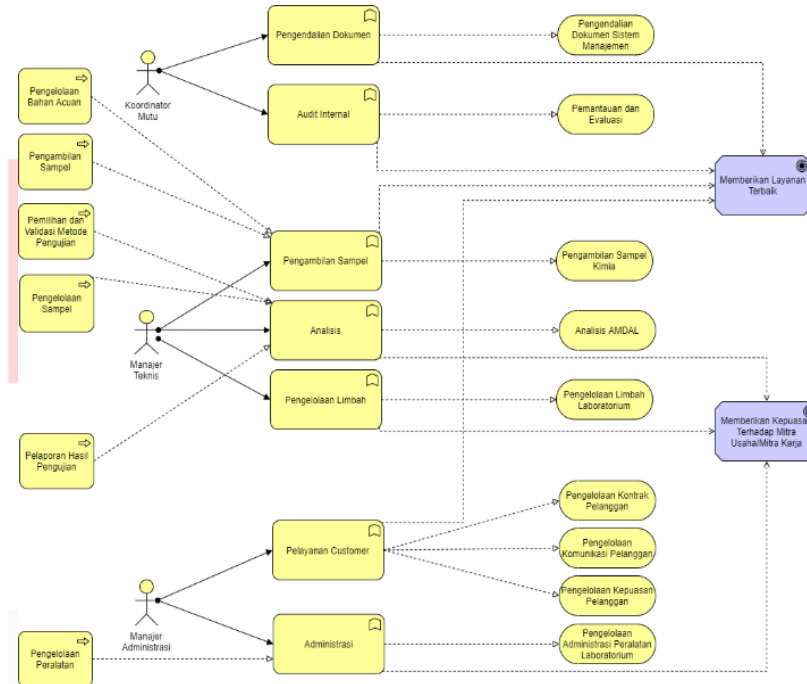 Pengendalian Dokumen
Pengendalian
Dokumen Sistem
Manajemen
Koordinator
Mutu
Audit Internal
Pemantauan dan
Evaluasi
Pengelolaan
Bahan Acuan
Pengambilan
Sampel
Pemilihan dan
Validasi Metode
Pengujian
Pengelolaan
Sampel
Pelaporan Hasil
Pengujian
Pengelolaan
Peralatan
Memberikan Layanan
Terbaik
Pengambilan Sampel
Pengambilan Sampel
Kimia
Manajer
Teknis
Analisis
Analisis AMDAL
Pengelolaan Limbah
Pengelolaan Limbah
Laboratorium
Memberikan Kepuasan
Terhadap Mitra
Usaha/Mitra Kerja
Pelayanan Customer
Pengelolaan Kontrak
Pelanggan
Pengelolaan
Komunikasi Pelanggan
Pengelolaan Kepuasan
Pelanggan
Manajer
Administrasi
Administrasi
Pengelolaan
Administrasi Peralatan
Laboratorium